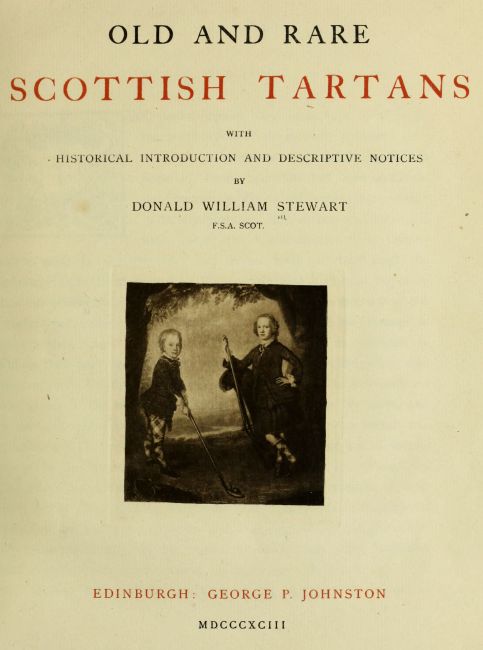 OLD AND RARE
SCOTTISH TARTANS
WITH
HISTORICAL INTRODUCTION AND DESCRIPTIVE NOTICES
BY
DONALD WILLIAM STEWART
F.S.A. SCOT.
EDINBURGH: GEORGE P. JOHNSTON
MDCCCXCIII